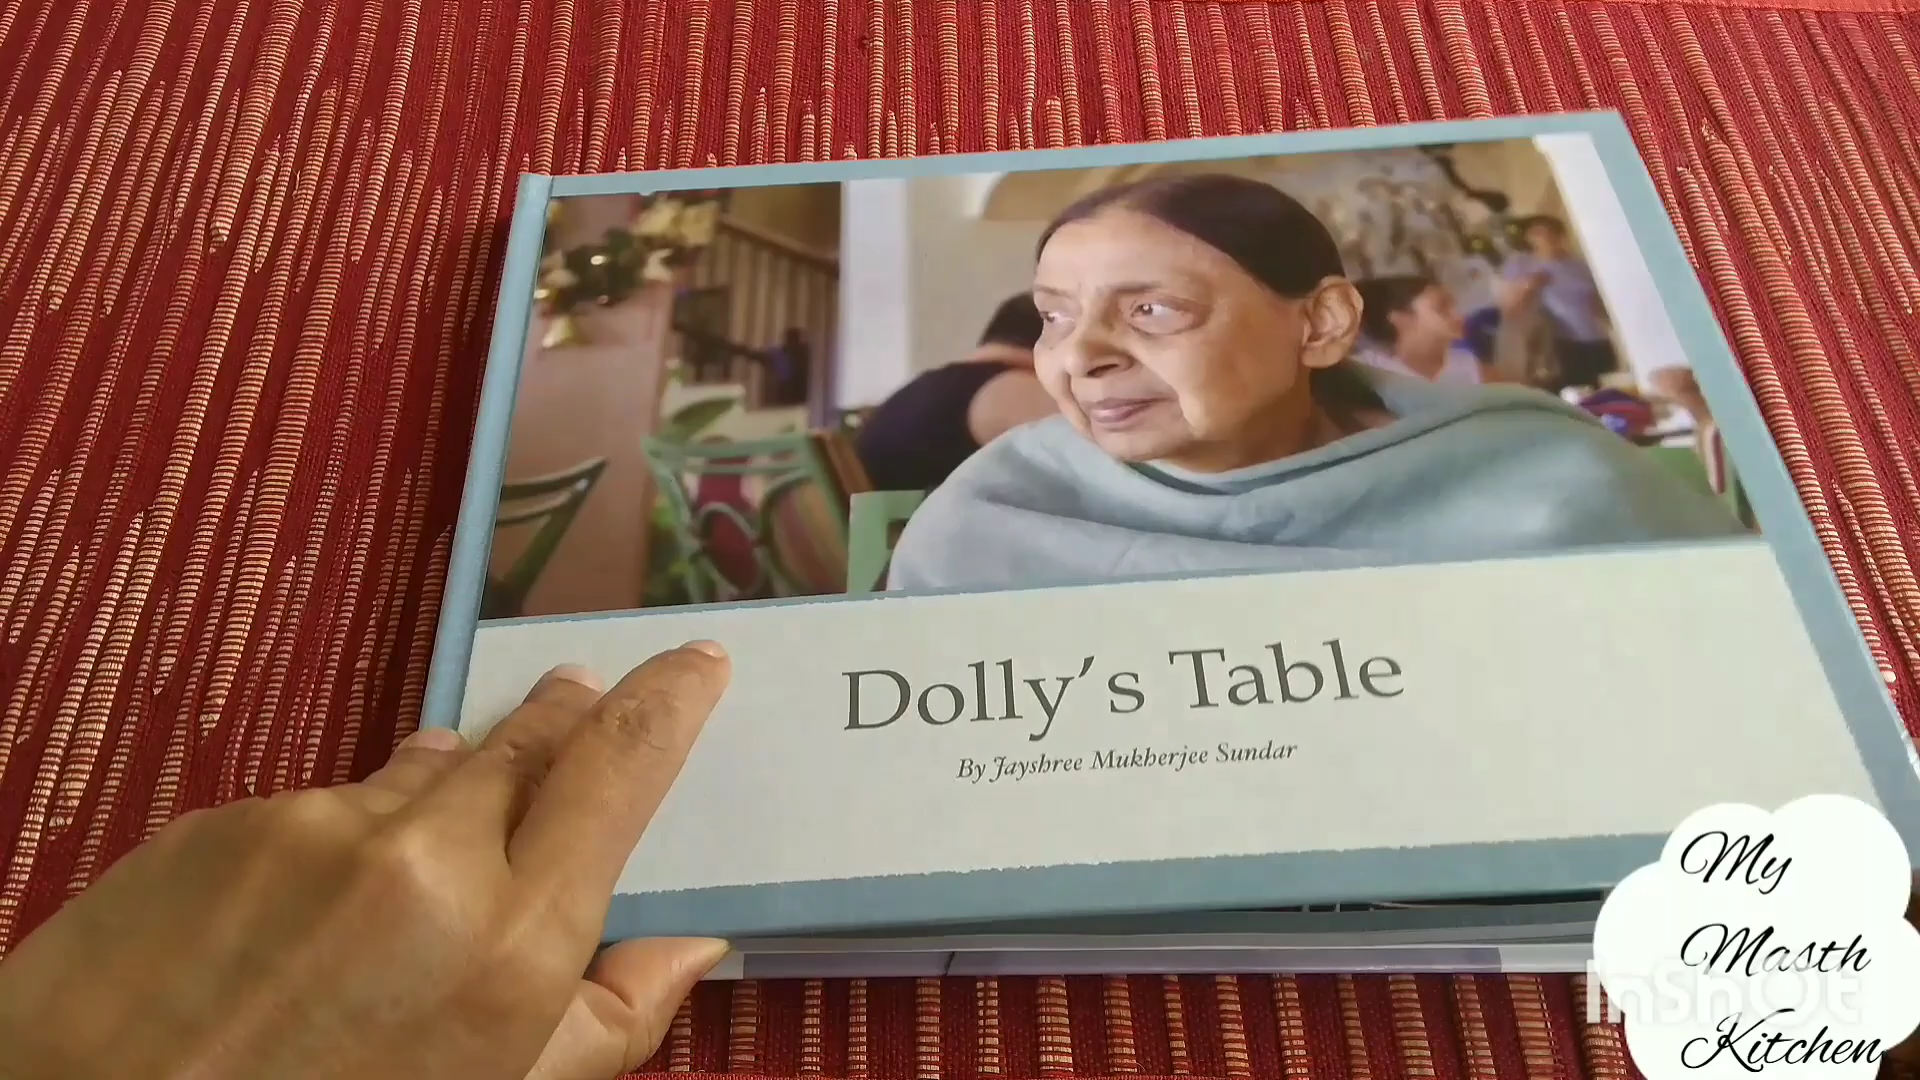 Dolly's Table
By Jayshree Mukherjee Sundar
My
Masth
InShOt
Kitchen